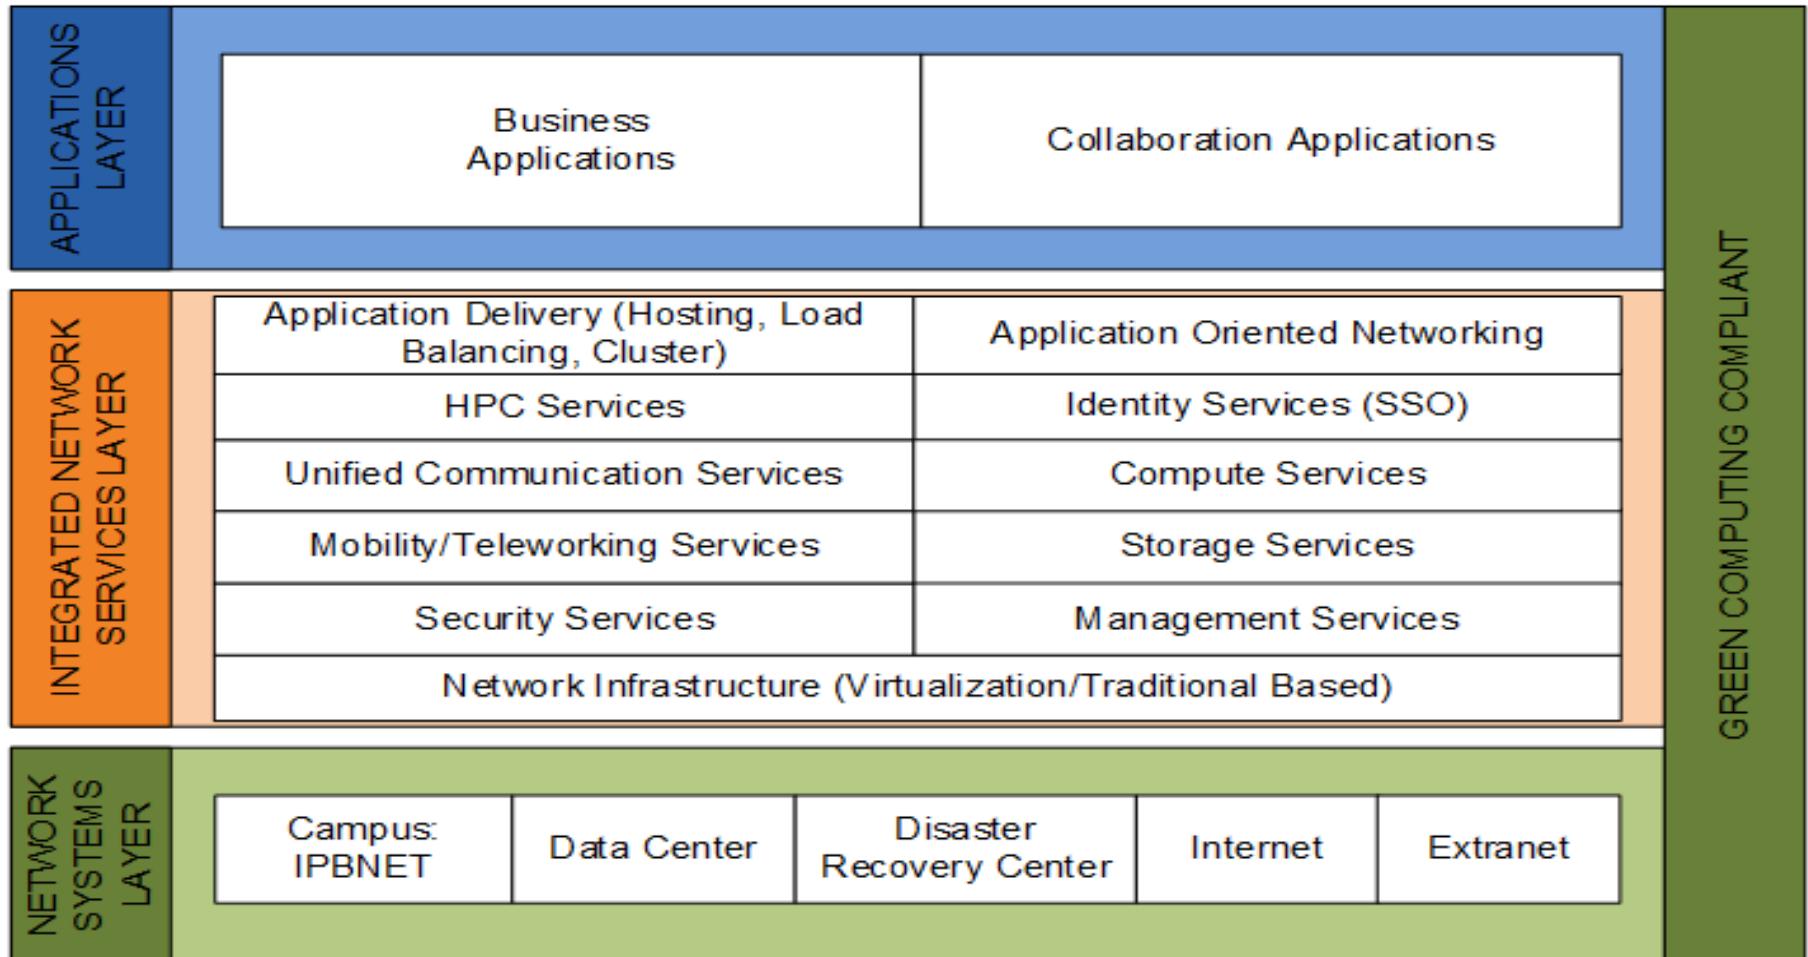 APPLICATIONS
LAYER
Business
Applications
Collaboration Applications
INTEGRATED NETWORK
SERVICES LAYER
Application Delivery (Hosting, Load
Balancing, Cluster)
Application Oriented Networking
HPC Services
Identity Services (SSO)
Unified Communication Services
Compute Services
Mobility/Teleworking Services
Storage Services
Security Services
Management Services
Network Infrastructure (Virtualization/Traditional Based)
NETWORK
SYSTEMS
LAYER
Campus:
IPBNET
Data Center
Disaster
Recovery Center
Internet
Extranet
GREEN COMPUTING COMPLIANT